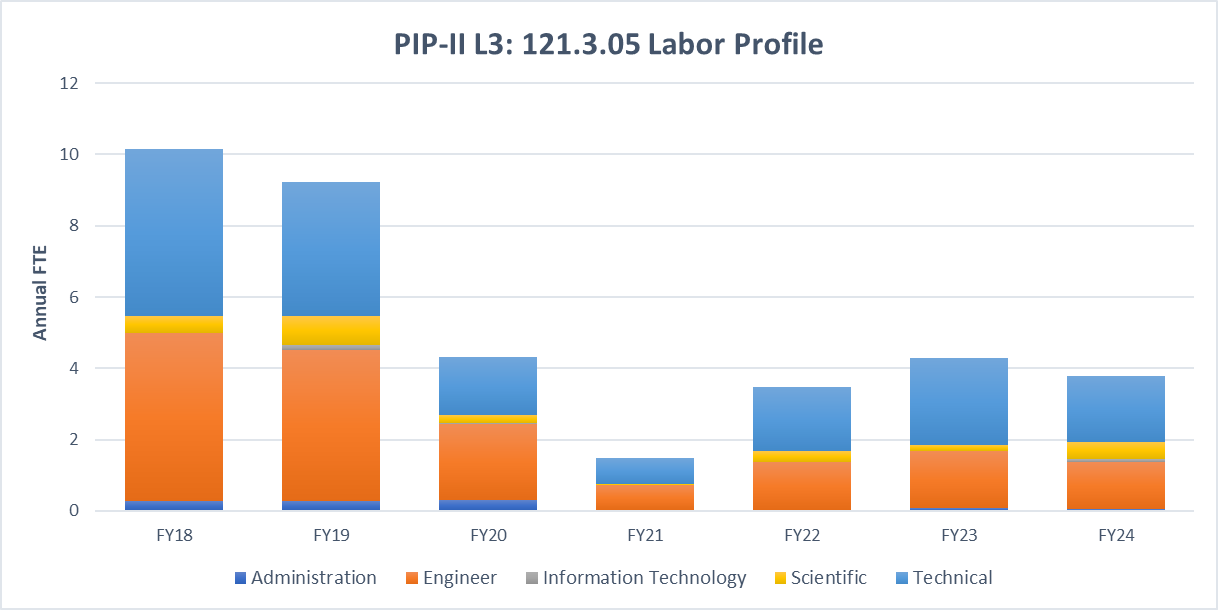 PIP-II L3: 121.3.05 Labor Profile
12
10
8
6
4
2
0
Annual FTE
FY18 FY19 FY20 FY21 FY22 FY23 FY24
Administration Engineer Information Technology Scientific Technical